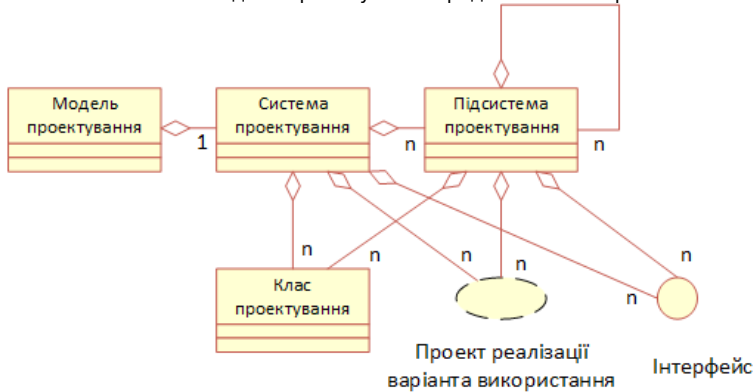 Модель
проектування
Система
проектування
Підсистема
проектування
1
n
n
n
n
n
n
n
n
Клас
проектування
Проект реалізації
варіанта використання
Інтерфейс